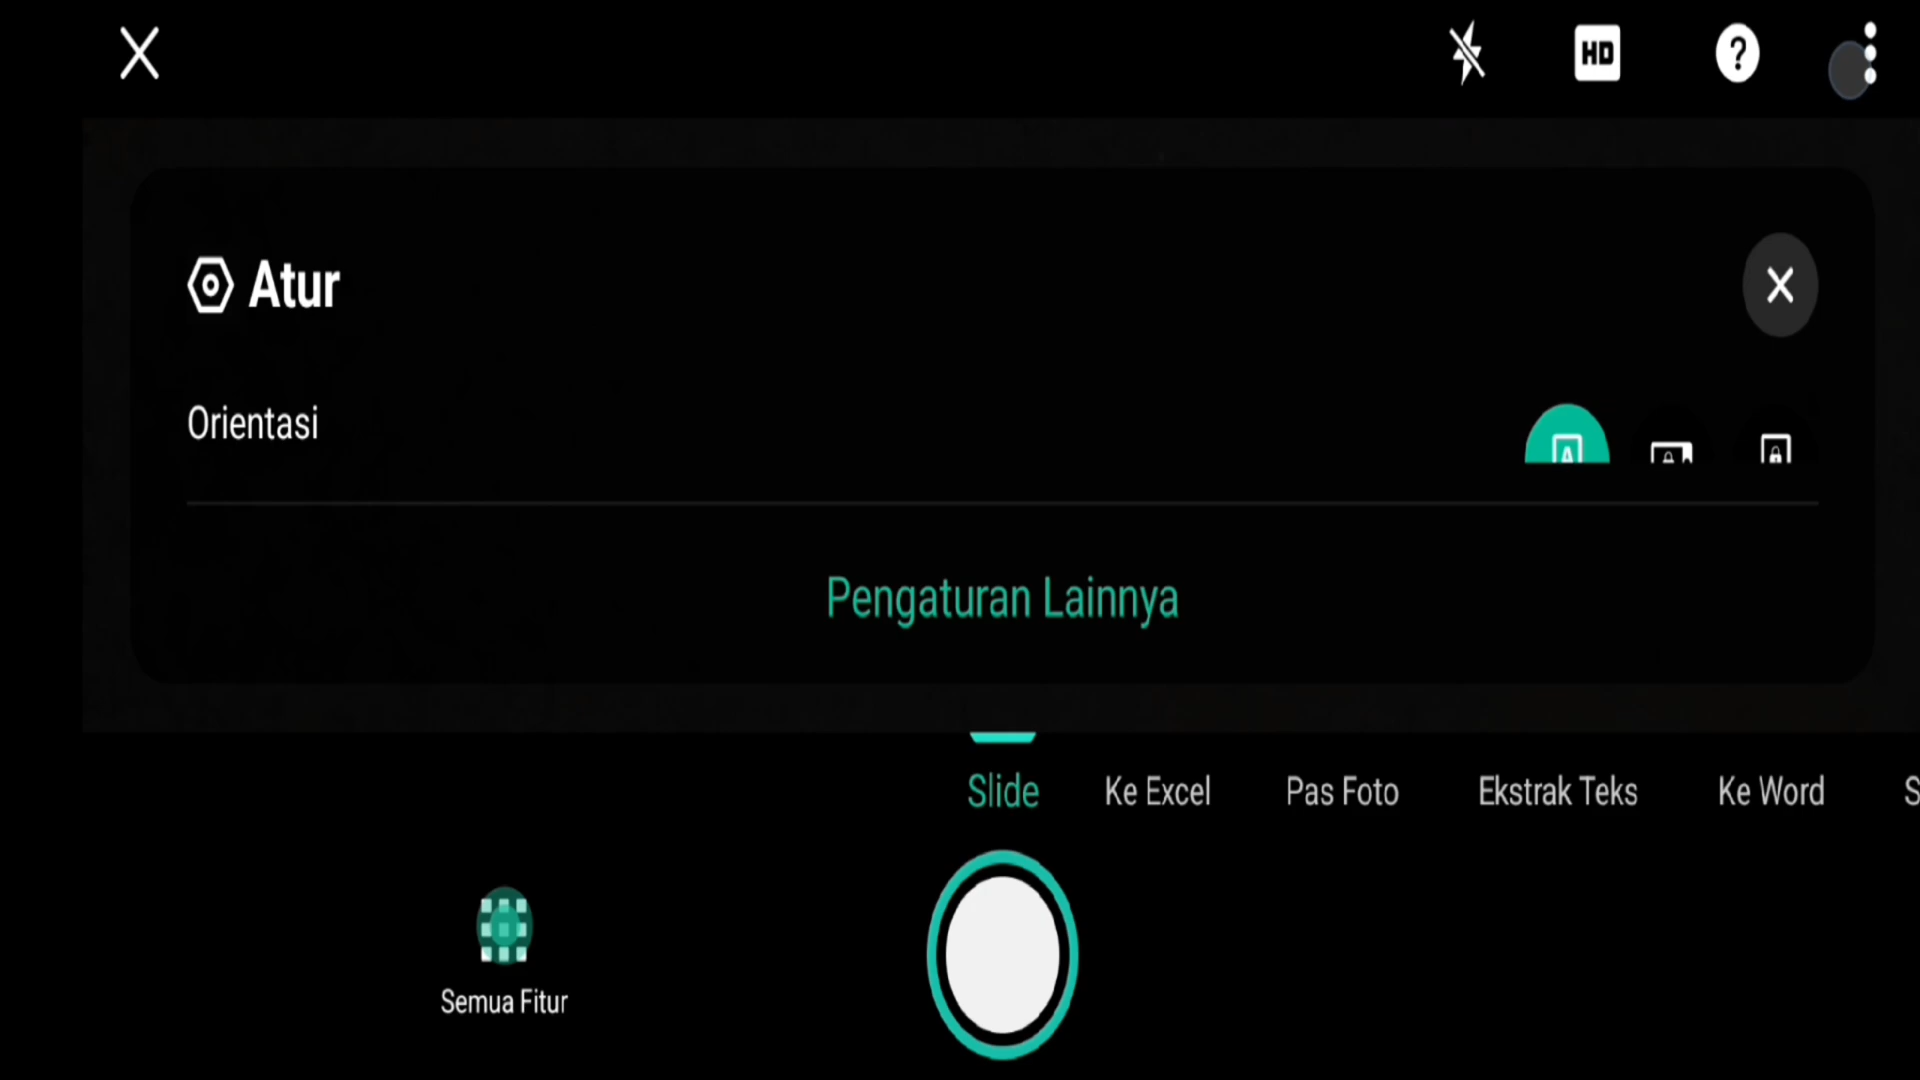 HD
?
Atur
Orientasi
A
Pengaturan Lainnya
Slide
Ke Excel
Pas Foto
Ekstrak Teks
Ke Word
S
Semua Fitur